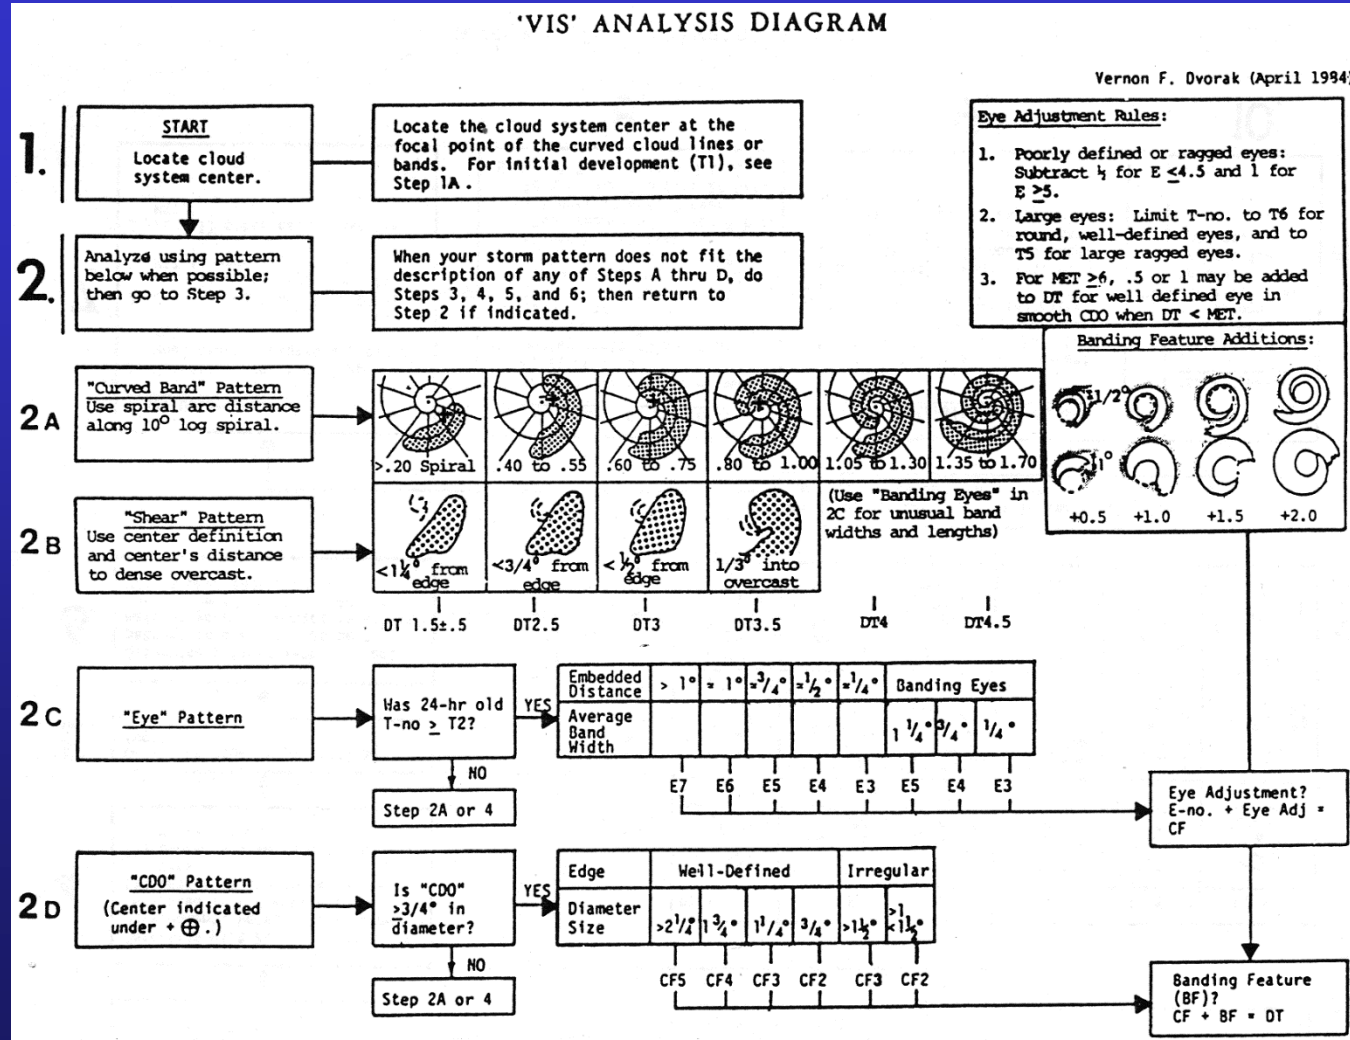 'VIS' ANALYSIS DIAGRAM
Vernon F. Dvorak (April 1984)
1.
START
Locate cloud
system center.
Locate the cloud system center at the
focal point of the curved cloud lines or
bands. For initial development (T1), see
Step 1A.
2.
Analyze using pattern
below when possible;
then go to Step 3.
When your storm pattern does not fit the
description of any of Steps A thru D, do
Steps 3, 4, 5, and 6; then return to
Step 2 if indicated.
Eye Adjustment Rules:
1. Poorly defined or ragged eyes:
Subtract ½ for E ≤4.5 and 1 for
E ≥5.
2. Large eyes: Limit T-no. to T6 for
round, well-defined eyes, and to
T5 for large ragged eyes.
3. For MET ≥6, .5 or 1 may be added
to DT for well defined eye in
smooth CDO when DT < MET.
Banding Feature Additions:
1/2°
1°
+0.5 +1.0 +1.5 +2.0
2A
"Curved Band" Pattern
Use spiral arc distance
along 10° log spiral.
>.20 Spiral .40 to .55 .60 to .75 .80 to 1.00 1.05 to 1.30 1.35 to 1.70
2B
"Shear" Pattern
Use center definition
and center's distance
to dense overcast.
<1¼° from
edge
<3/4° from
edge
<½° from
edge
1/3° into
overcast
(Use "Banding Eyes" in
2C for unusual band
widths and lengths)
DT 1.5±.5 DT2.5 DT3 DT3.5 DT4 DT4.5
2C
"Eye" Pattern
Was 24-hr old
T-no ≥ T2?
YES
NO
Step 2A or 4
Embedded
Distance
> 1° = 1° =3/4° =1/2° =1/4° Banding Eyes
Average
Band
Width
1 1/4° 3/4° 1/4°
E7 E6 E5 E4 E3 E5 E4 E3
Eye Adjustment?
E-no. + Eye Adj =
CF
2D
"CDO" Pattern
(Center indicated
under + ⊕.)
Is "CDO"
≥3/4° in
diameter?
YES
NO
Step 2A or 4
Edge Well-Defined Irregular
Diameter
Size
>2 1/4° 1 3/4° 1 1/4° 3/4° >1½° >1
<1½°
CF5 CF4 CF3 CF2 CF3 CF2
Banding Feature
(BF)?
CF + BF = DT